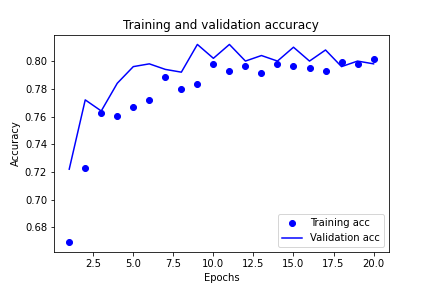 Training and validation accuracy
0.80
0.78
0.76
0.74
0.72
0.70
0.68
Accuracy
Training acc
Validation acc
2.5 5.0 7.5 10.0 12.5 15.0 17.5 20.0
Epochs